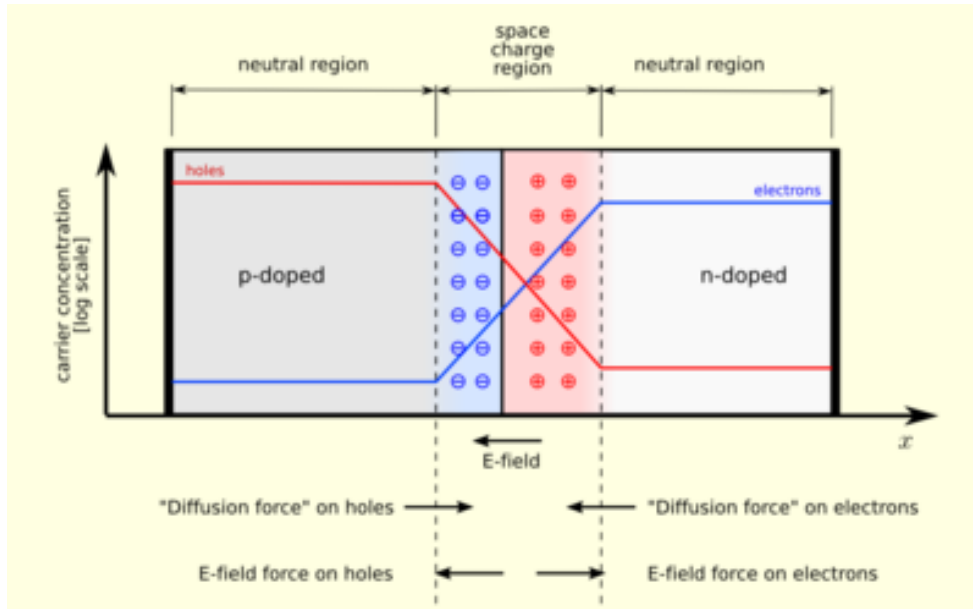 space
charge
region
neutral region
neutral region
holes
electrons
carrier concentration
[log scale]
p-doped
n-doped
x
E-field
"Diffusion force" on holes
"Diffusion force" on electrons
E-field force on holes
E-field force on electrons